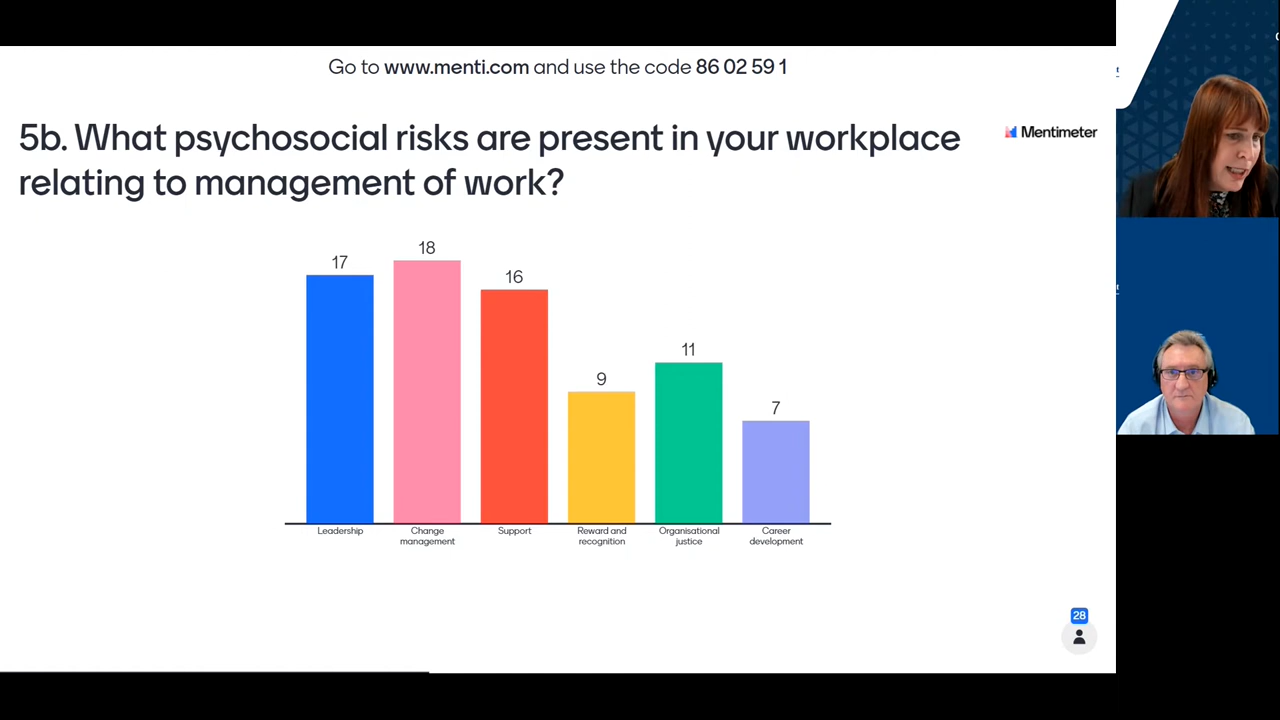 Go to www.menti.com and use the code 86 02 59 1
5b. What psychosocial risks are present in your workplace
relating to management of work?
Mentimeter
17
18
16
9
11
7
Leadership
Change
management
Support
Reward and
recognition
Organisational
justice
Career
development
28